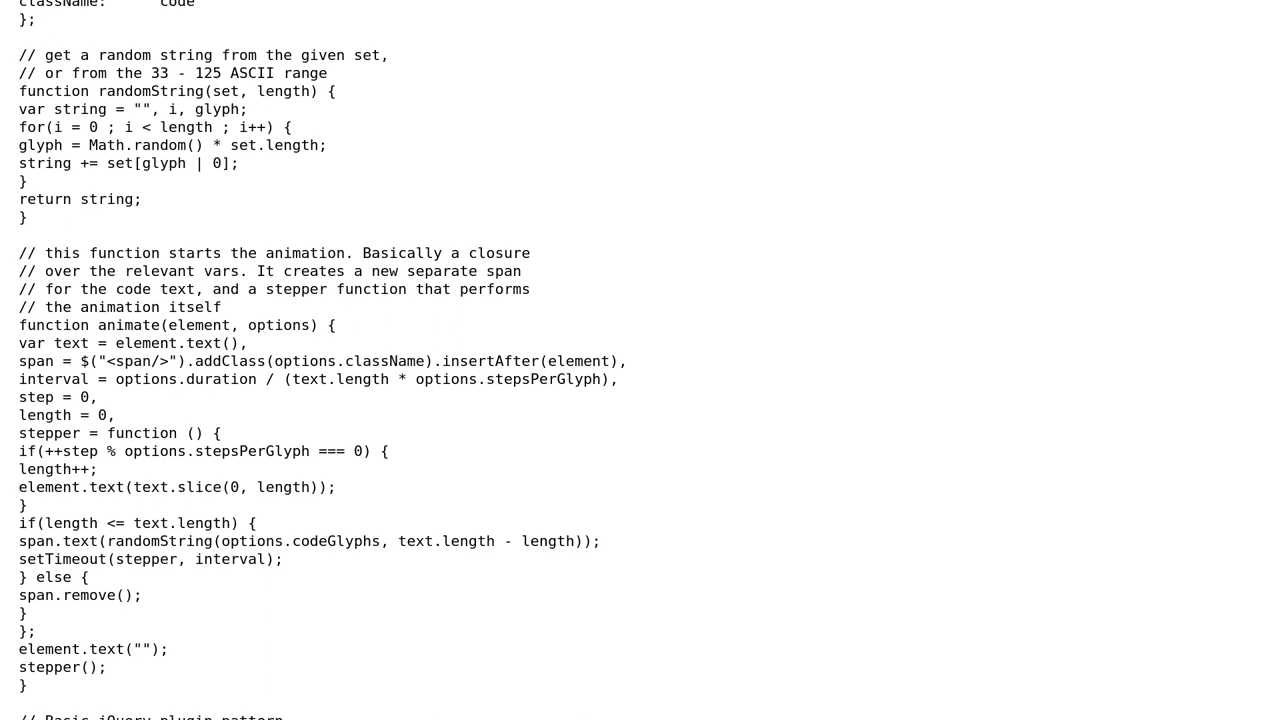 className:      "code"
};

// get a random string from the given set,
// or from the 33 - 125 ASCII range
function randomString(set, length) {
var string = "", i, glyph;
for(i = 0 ; i < length ; i++) {
glyph = Math.random() * set.length;
string += set[glyph | 0];
}
return string;
}

// this function starts the animation. Basically a closure
// over the relevant vars. It creates a new separate span
// for the code text, and a stepper function that performs
// the animation itself
function animate(element, options) {
var text = element.text(),
span = $("<span/>").addClass(options.className).insertAfter(element),
interval = options.duration / (text.length * options.stepsPerGlyph),
step = 0,
length = 0,
stepper = function () {
if(++step % options.stepsPerGlyph === 0) {
length++;
element.text(text.slice(0, length));
}
if(length <= text.length) {
span.text(randomString(options.codeGlyphs, text.length - length));
setTimeout(stepper, interval);
} else {
span.remove();
}
};
element.text("");
stepper();
}

// Basic jQuery plugin pattern